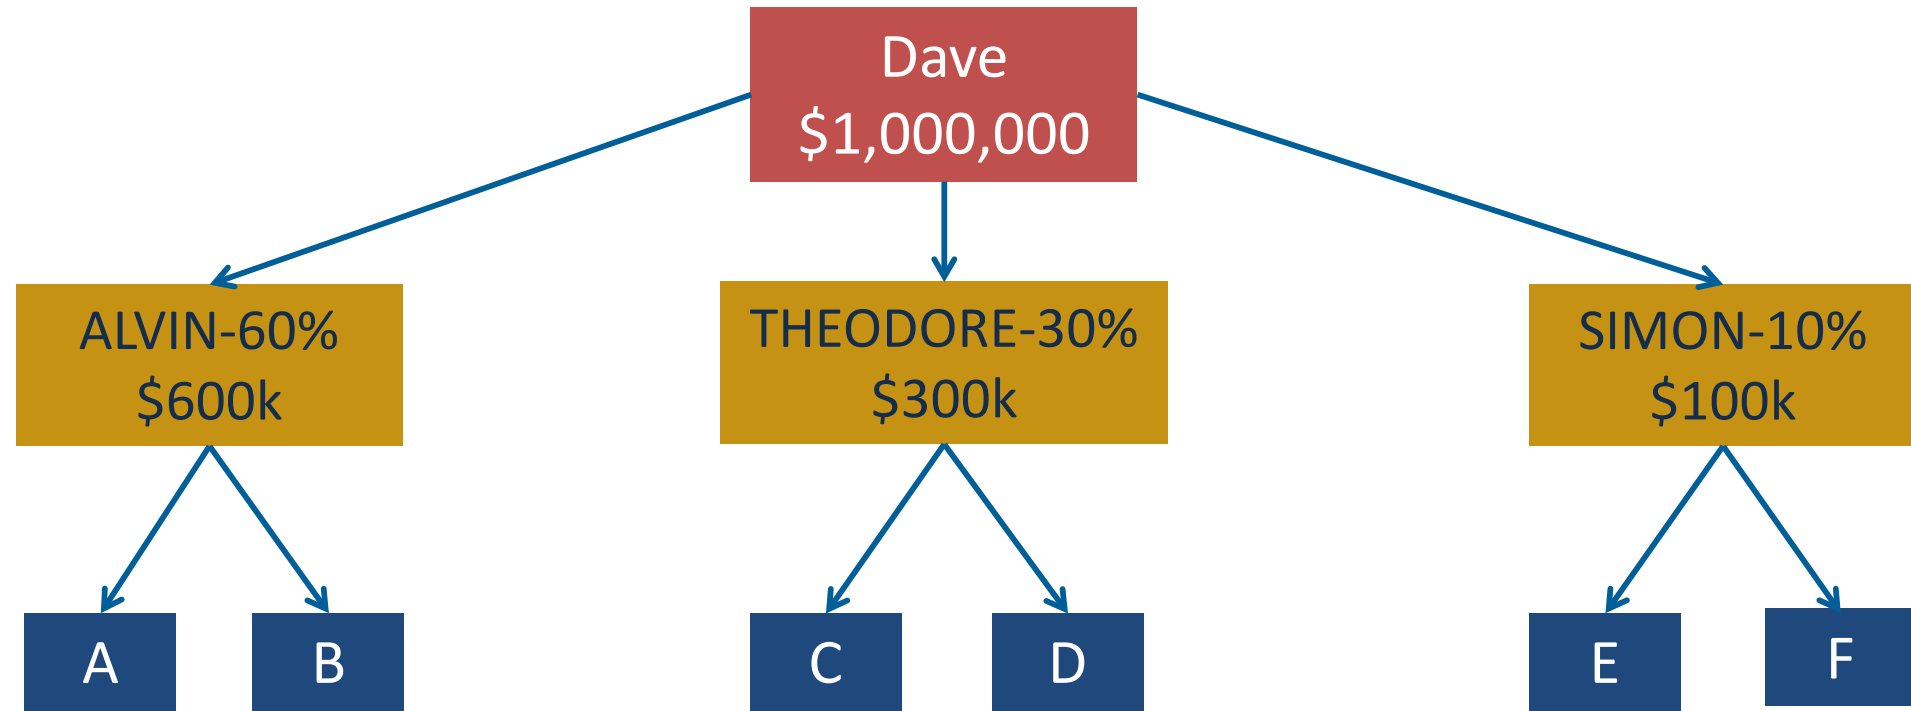 Dave
$1,000,000
ALVIN-60%
$600k
THEODORE-30%
$300k
SIMON-10%
$100k
A
B
C
D
E
F